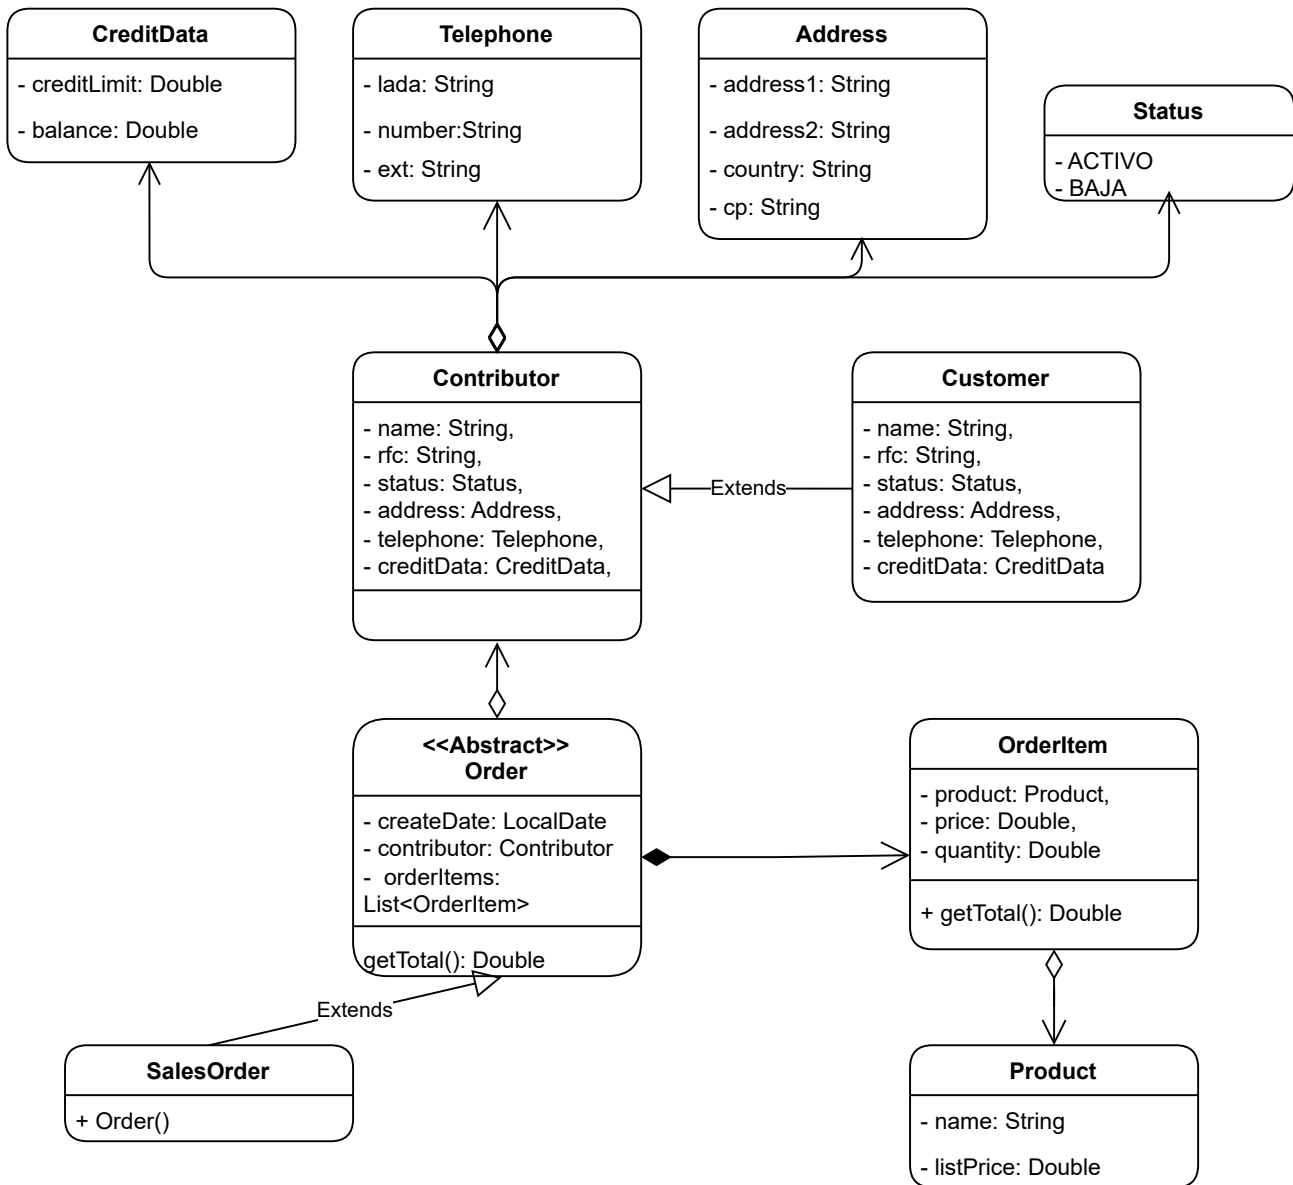 CreditData
- creditLimit: Double
- balance: Double
Telephone
- lada: String
- number:String
- ext: String
Address
- address1: String
- address2: String
- country: String
- cp: String
Status
- ACTIVO
- BAJA
Contributor
- name: String,
- rfc: String,
- status: Status,
- address: Address,
- telephone: Telephone,
- creditData: CreditData,
Extends
Customer
- name: String,
- rfc: String,
- status: Status,
- address: Address,
- telephone: Telephone,
- creditData: CreditData
<<Abstract>>
Order
- createDate: LocalDate
- contributor: Contributor
- orderItems:
List<OrderItem>
getTotal(): Double
OrderItem
- product: Product,
- price: Double,
- quantity: Double
+ getTotal(): Double
Extends
SalesOrder
+ Order()
Product
- name: String
- listPrice: Double